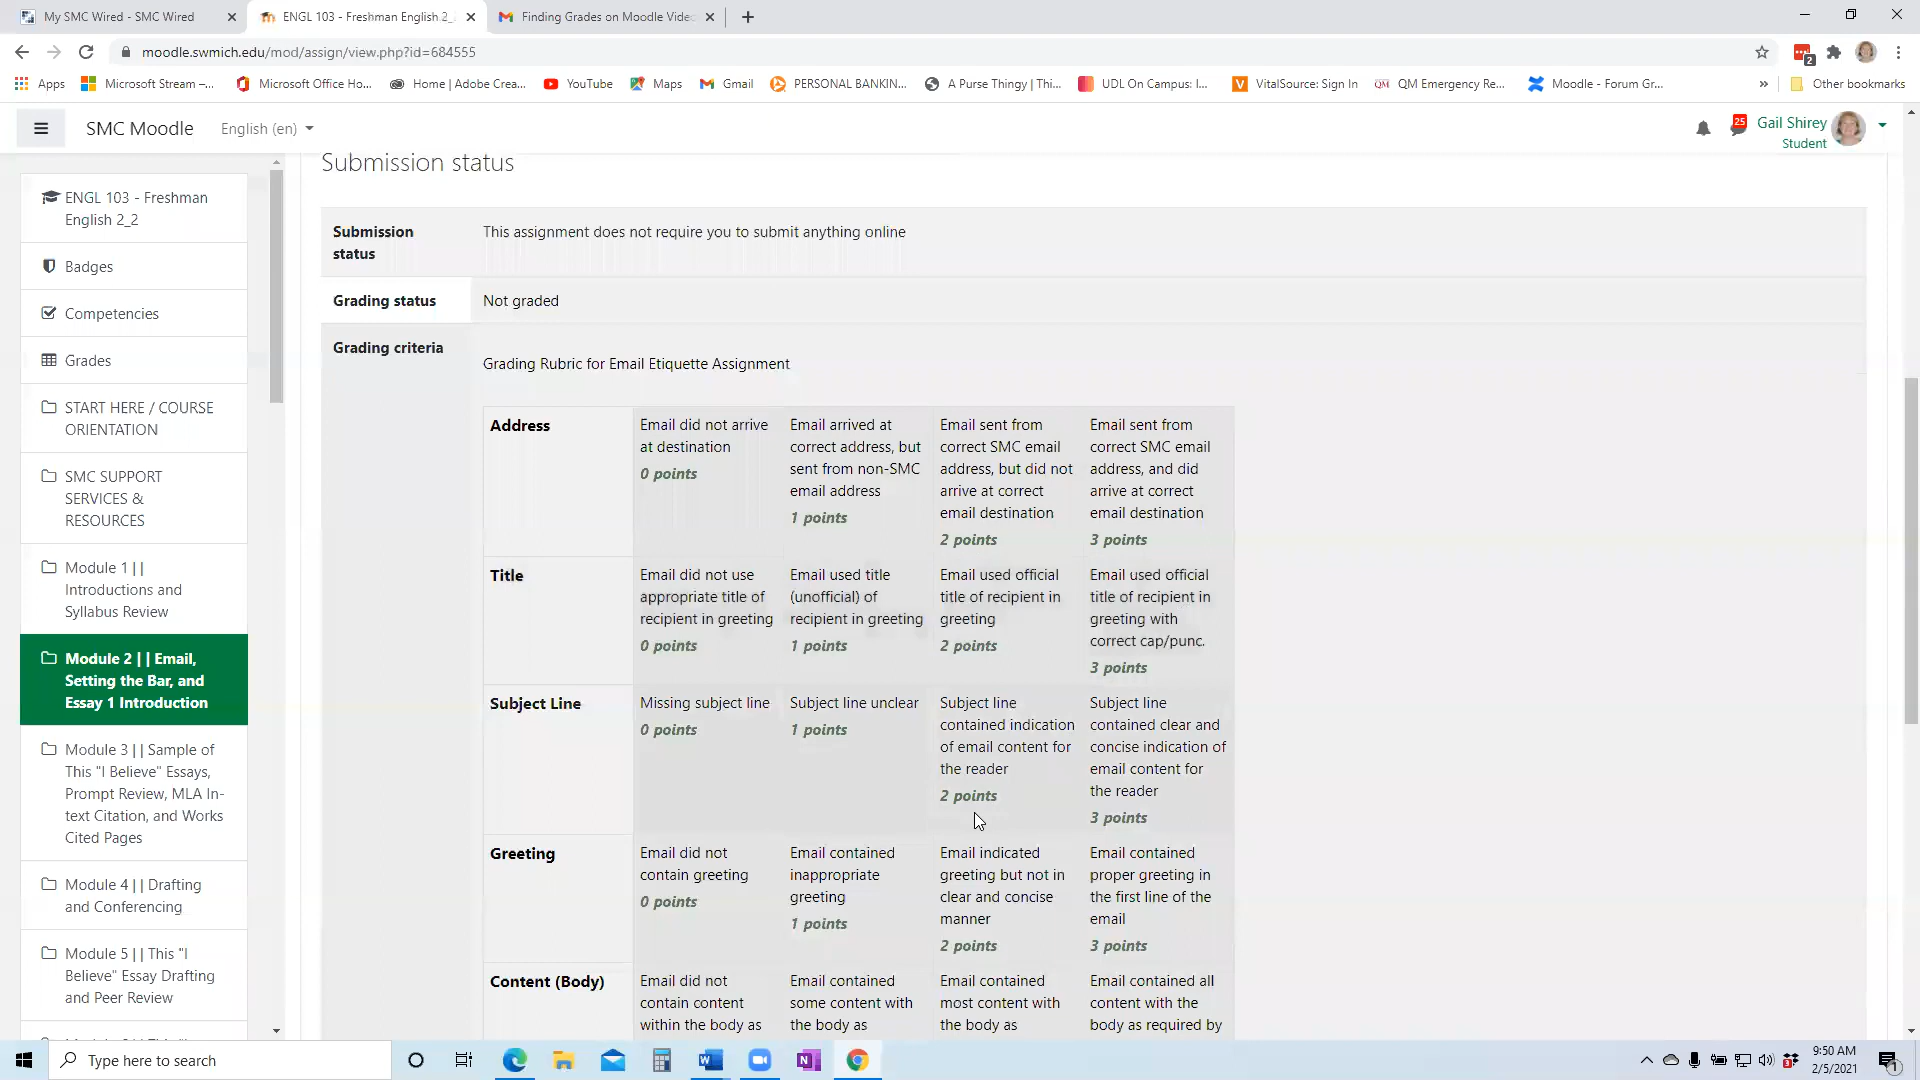 My SMC Wired - SMC Wired
ENGL 103 - Freshman English 2_
Finding Grades on Moodle Vide
moodle.swmich.edu/mod/assign/view.php?id=684555
2
Apps
Microsoft Stream –...
Microsoft Office Ho...
Home | Adobe Crea...
YouTube
Maps
Gmail
PERSONAL BANKIN...
A Purse Thingy | Thi...
UDL On Campus: I...
VitalSource: Sign In
QM
QM Emergency Re...
Moodle - Forum Gr...
»
Other bookmarks
SMC Moodle
English (en)
25
Gail Shirey
Student
ENGL 103 - Freshman
English 2_2
Badges
Competencies
Grades
START HERE / COURSE
ORIENTATION
SMC SUPPORT
SERVICES &
RESOURCES
Module 1 | |
Introductions and
Syllabus Review
Module 2 | | Email,
Setting the Bar, and
Essay 1 Introduction
Module 3 | | Sample of
This "I Believe" Essays,
Prompt Review, MLA In-
text Citation, and Works
Cited Pages
Module 4 | | Drafting
and Conferencing
Module 5 | | This "I
Believe" Essay Drafting
and Peer Review
Submission status
Submission
status
This assignment does not require you to submit anything online
Grading status
Not graded
Grading criteria
Grading Rubric for Email Etiquette Assignment
Address
Email did not arrive
at destination
0 points
Email arrived at
correct address, but
sent from non-SMC
email address
1 points
Email sent from
correct SMC email
address, but did not
arrive at correct
email destination
2 points
Email sent from
correct SMC email
address, and did
arrive at correct
email destination
3 points
Title
Email did not use
appropriate title of
recipient in greeting
0 points
Email used title
(unofficial) of
recipient in greeting
1 points
Email used official
title of recipient in
greeting
2 points
Email used official
title of recipient in
greeting with
correct cap/punc.
3 points
Subject Line
Missing subject line
0 points
Subject line unclear
1 points
Subject line
contained indication
of email content for
the reader
2 points
Subject line
contained clear and
concise indication of
email content for
the reader
3 points
Greeting
Email did not
contain greeting
0 points
Email contained
inappropriate
greeting
1 points
Email indicated
greeting but not in
clear and concise
manner
2 points
Email contained
proper greeting in
the first line of the
email
3 points
Content (Body)
Email did not
contain content
within the body as
Email contained
some content with
the body as
Email contained
most content with
the body as
Email contained all
content with the
body as required by
Type here to search
9:50 AM
2/5/2021
1